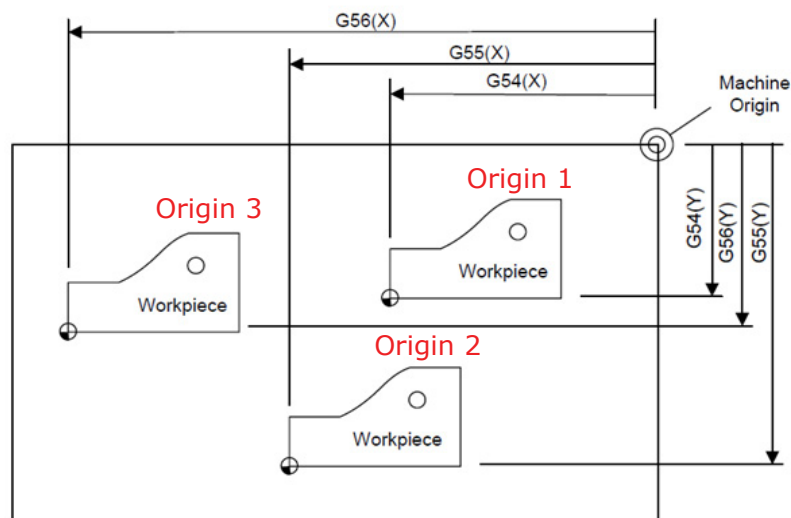 G56(X)
G55(X)
G54(X)
Machine
Origin
Origin 1
Origin 3
G54(Y)
G56(Y)
G55(Y)
Workpiece
Workpiece
Origin 2
Workpiece